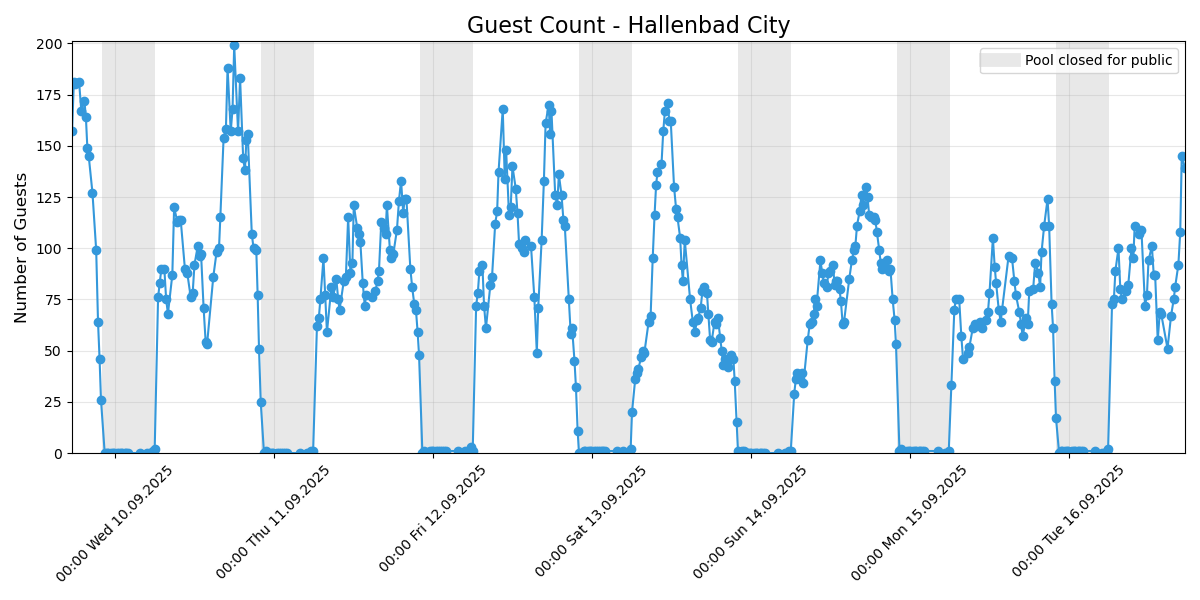 Guest Count - Hallenbad City
Pool closed for public
Number of Guests
200
175
150
125
100
75
50
25
0
00:00 Wed 10.09.2025
00:00 Thu 11.09.2025
00:00 Fri 12.09.2025
00:00 Sat 13.09.2025
00:00 Sun 14.09.2025
00:00 Mon 15.09.2025
00:00 Tue 16.09.2025